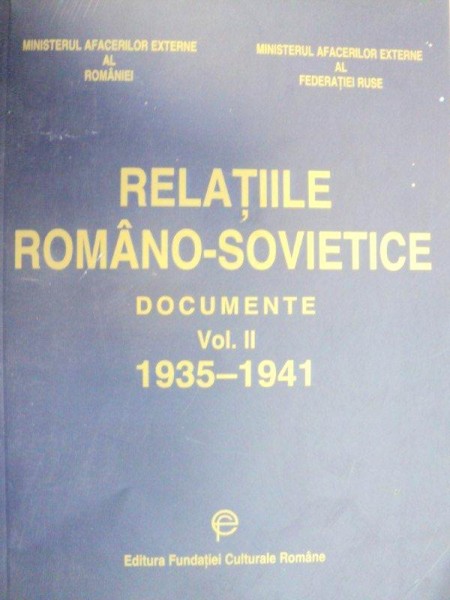 MINISTERUL AFACERILOR EXTERNE
AL
ROMÂNIEI
MINISTERUL AFACERILOR EXTERNE
AL
FEDERAȚIEI RUSE
RELAȚIILE
ROMÂNO-SOVIETICE
DOCUMENTE
Vol. II
1935–1941
Editura Fundației Culturale Române